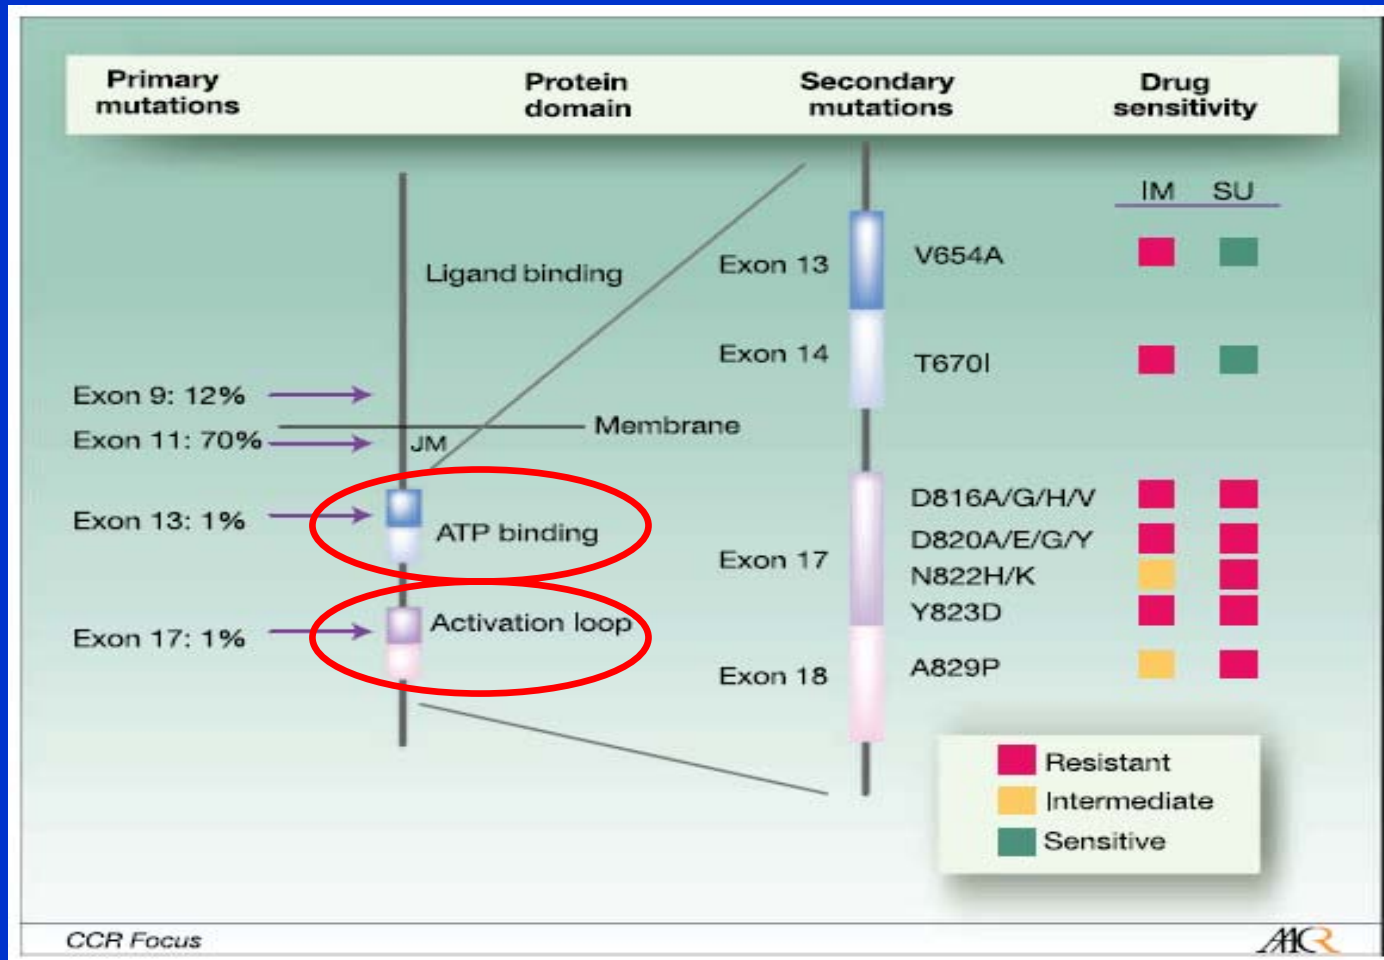 Primary
mutations
Protein
domain
Secondary
mutations
Drug
sensitivity
IM SU
Ligand binding
Exon 9: 12%
Exon 11: 70%
Membrane
JM
Exon 13: 1%
ATP binding
Exon 17: 1%
Activation loop
Exon 13
V654A
Exon 14
T670I
Exon 17
D816A/G/H/V
D820A/E/G/Y
N822H/K
Y823D
Exon 18
A829P
Resistant
Intermediate
Sensitive
CCR Focus
AACR